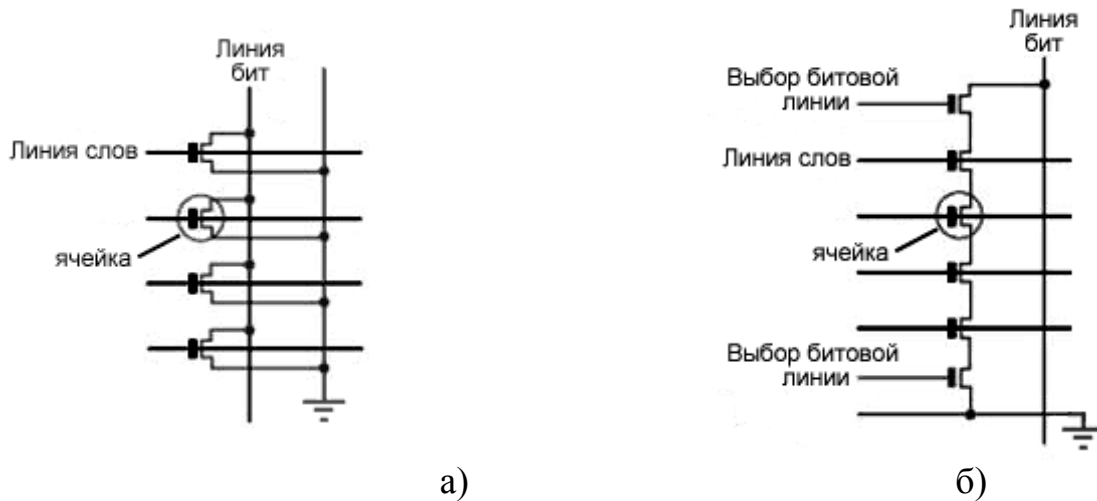 Линия
бит
Линия слов
ячейка
а)
Линия
бит
Выбор битовой
линии
Линия слов
ячейка
Выбор битовой
линии
б)